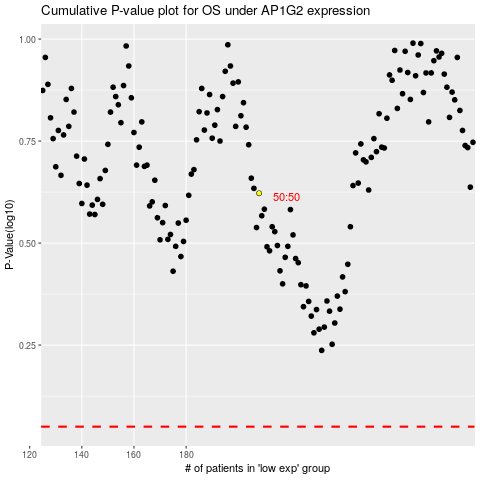 Cumulative P-value plot for OS under AP1G2 expression
P-Value(log10)
1.00
0.75
0.50
0.25
50:50
120 140 160 180
# of patients in 'low exp' group